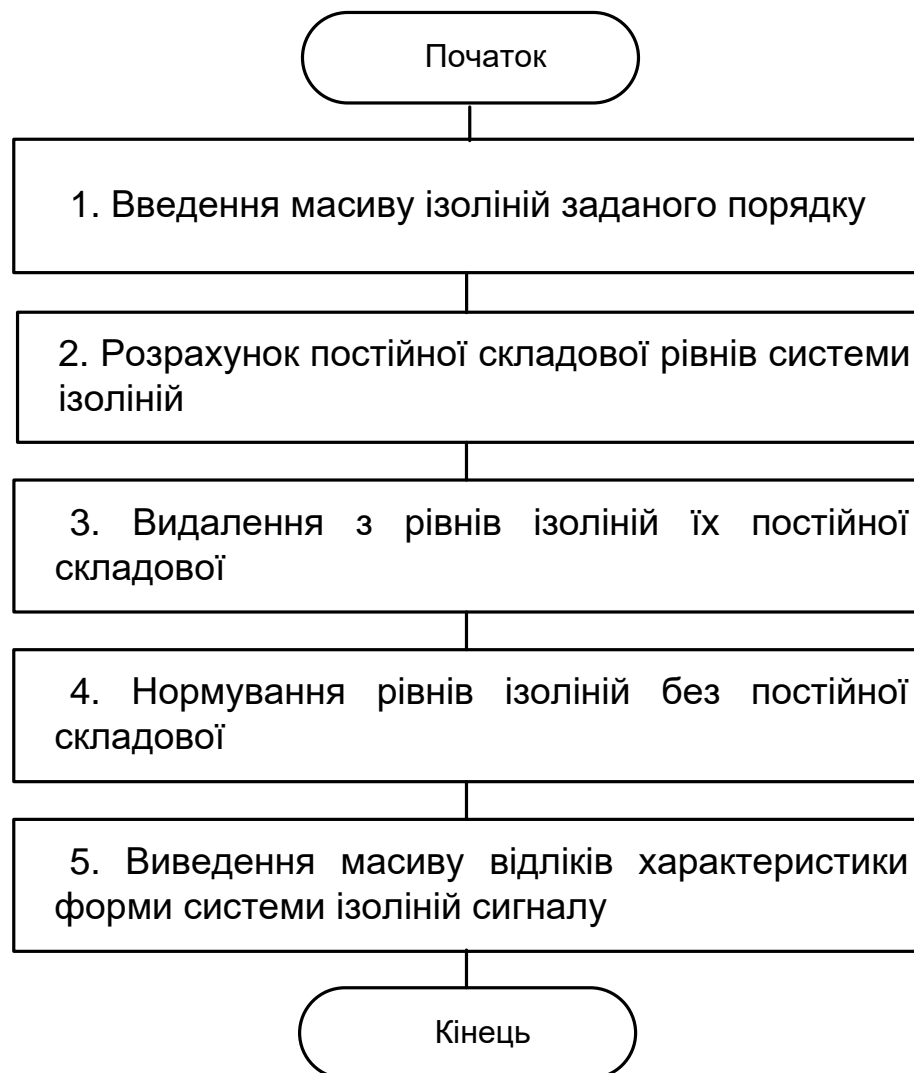 Початок
1. Введення масиву ізоліній заданого порядку
2. Розрахунок постійної складової рівнів системи
ізоліній
3. Видалення з рівнів ізоліній їх постійної
складової
4. Нормування рівнів ізоліній без постійної
складової
5. Виведення масиву відліків характеристики
форми системи ізоліній сигналу
Кінець